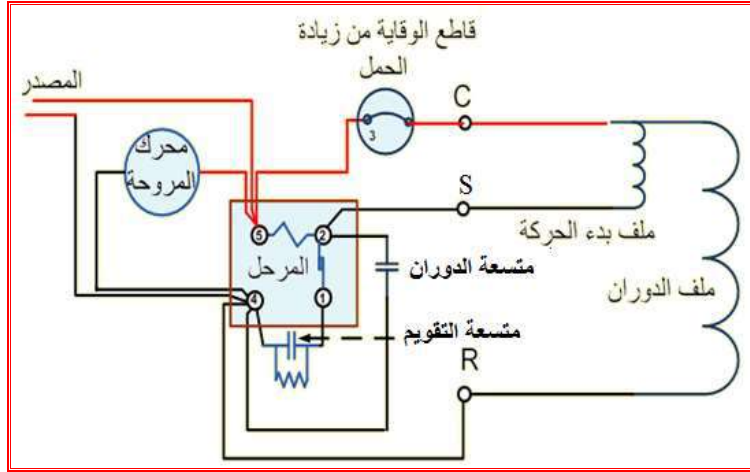 قاطع الوقاية من زيادة
الحمل
المصدر
C
3
محرك
المروحة
S
5
2
ملف بدء الحركة
المرحل
متسعة الدوران
ملف الدوران
4
1
متسعة التقويم
R